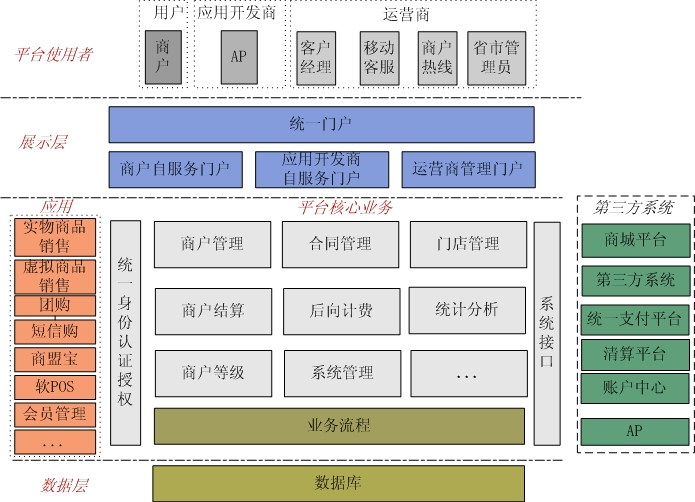 用户
应用开发商
运营商
平台使用者
商
户
AP
客户
经理
移动
客服
商户
热线
省市管
理员
展示层
统一门户
商户自服务门户
应用开发商
自服务门户
运营商管理门户
应用
平台核心业务
第三方系统
实物商品
销售
虚拟商品
销售
团购
短信购
商盟宝
软POS
会员管理
...
统一身份认证授权
商户管理
合同管理
门店管理
商户结算
后向计费
统计分析
商户等级
系统管理
...
业务流程
系统接口
商城平台
第三方系统
统一支付平台
清算平台
账户中心
AP
数据层
数据库